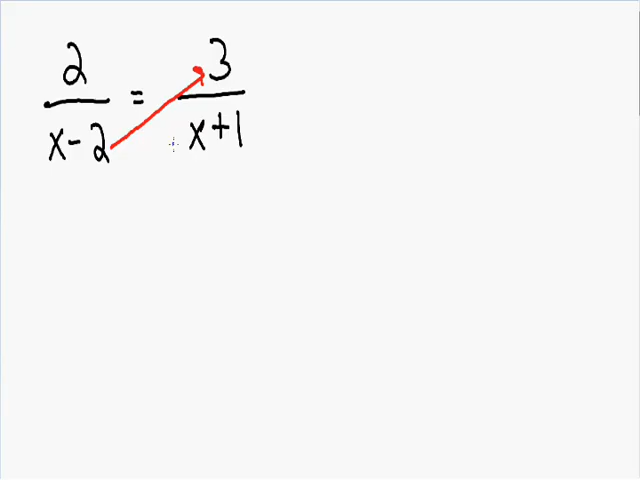 2/(x-2) = 3/(x+1)